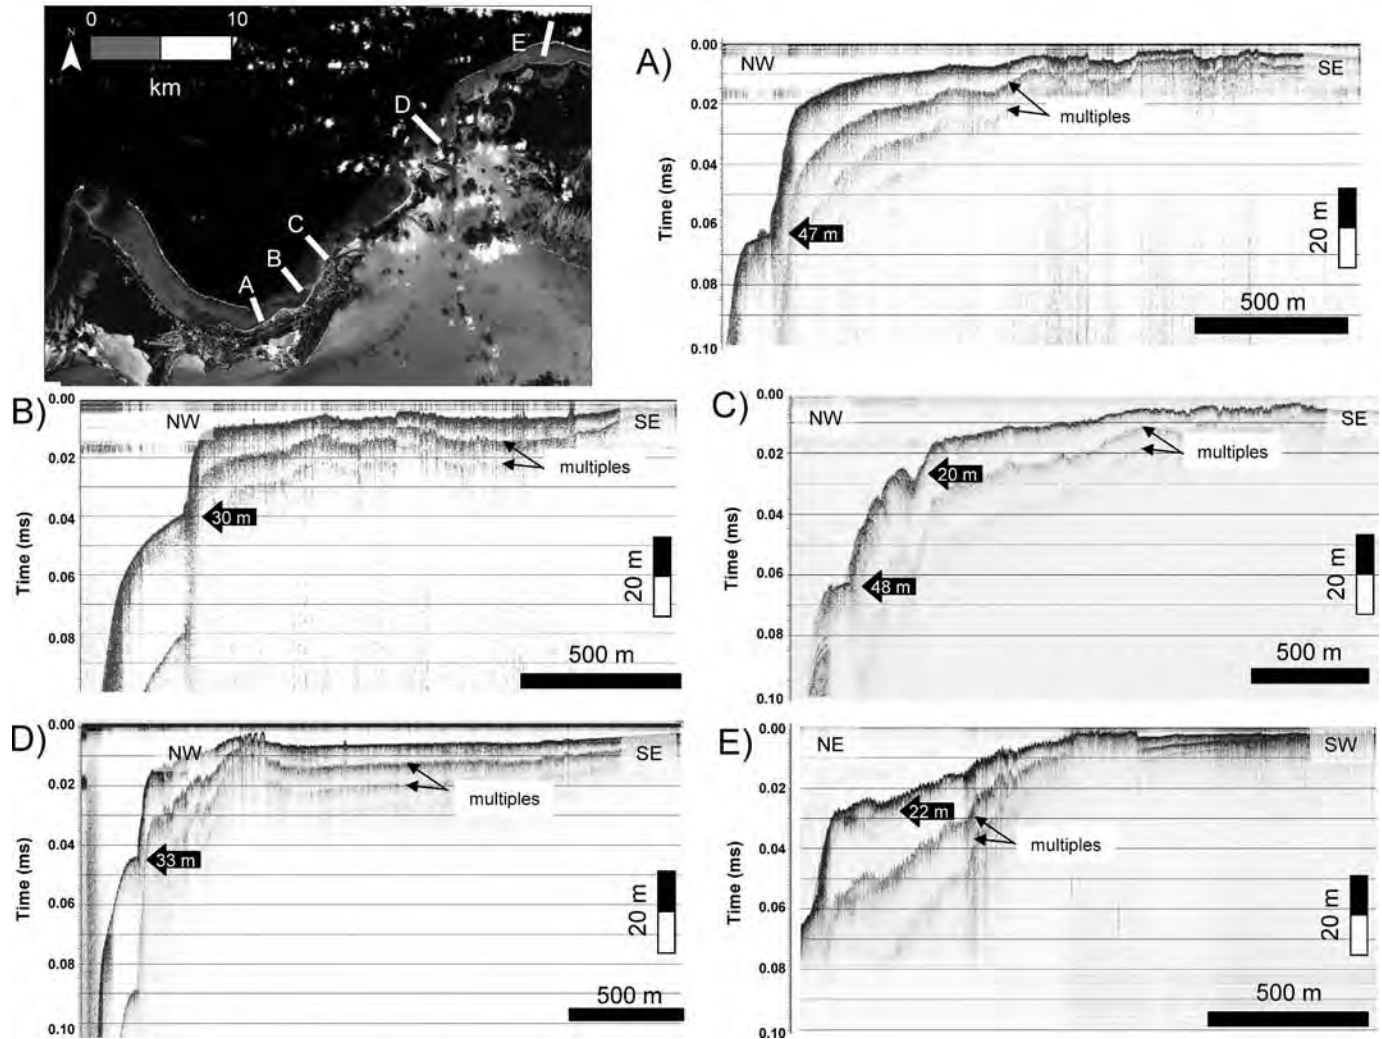 0 10
N
km
E
D
C
B
A
A)
NW
SE
multiples
47 m
Time (ms)
0.00
0.02
0.04
0.06
0.08
0.10
20 m
500 m
B)
NW
SE
multiples
30 m
Time (ms)
0.00
0.02
0.04
0.06
0.08
20 m
500 m
C)
NW
SE
multiples
20 m
48 m
Time (ms)
0.00
0.02
0.04
0.06
0.08
0.10
20 m
500 m
D)
NW
SE
multiples
33 m
Time (ms)
0.00
0.02
0.04
0.06
0.08
0.10
20 m
500 m
E)
NE
SW
22 m
multiples
Time (ms)
0.00
0.02
0.04
0.06
0.08
0.10
20 m
500 m